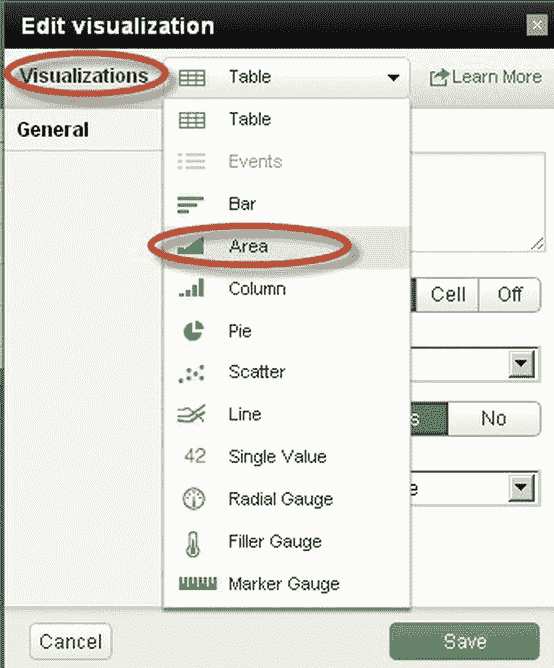 Edit visualization
Visualizations
Table
Learn More
General
Table
Events
Bar
Area
Column
Cell
Off
Pie
Scatter
Line
No
42
Single Value
Radial Gauge
Filler Gauge
Marker Gauge
Cancel
Save